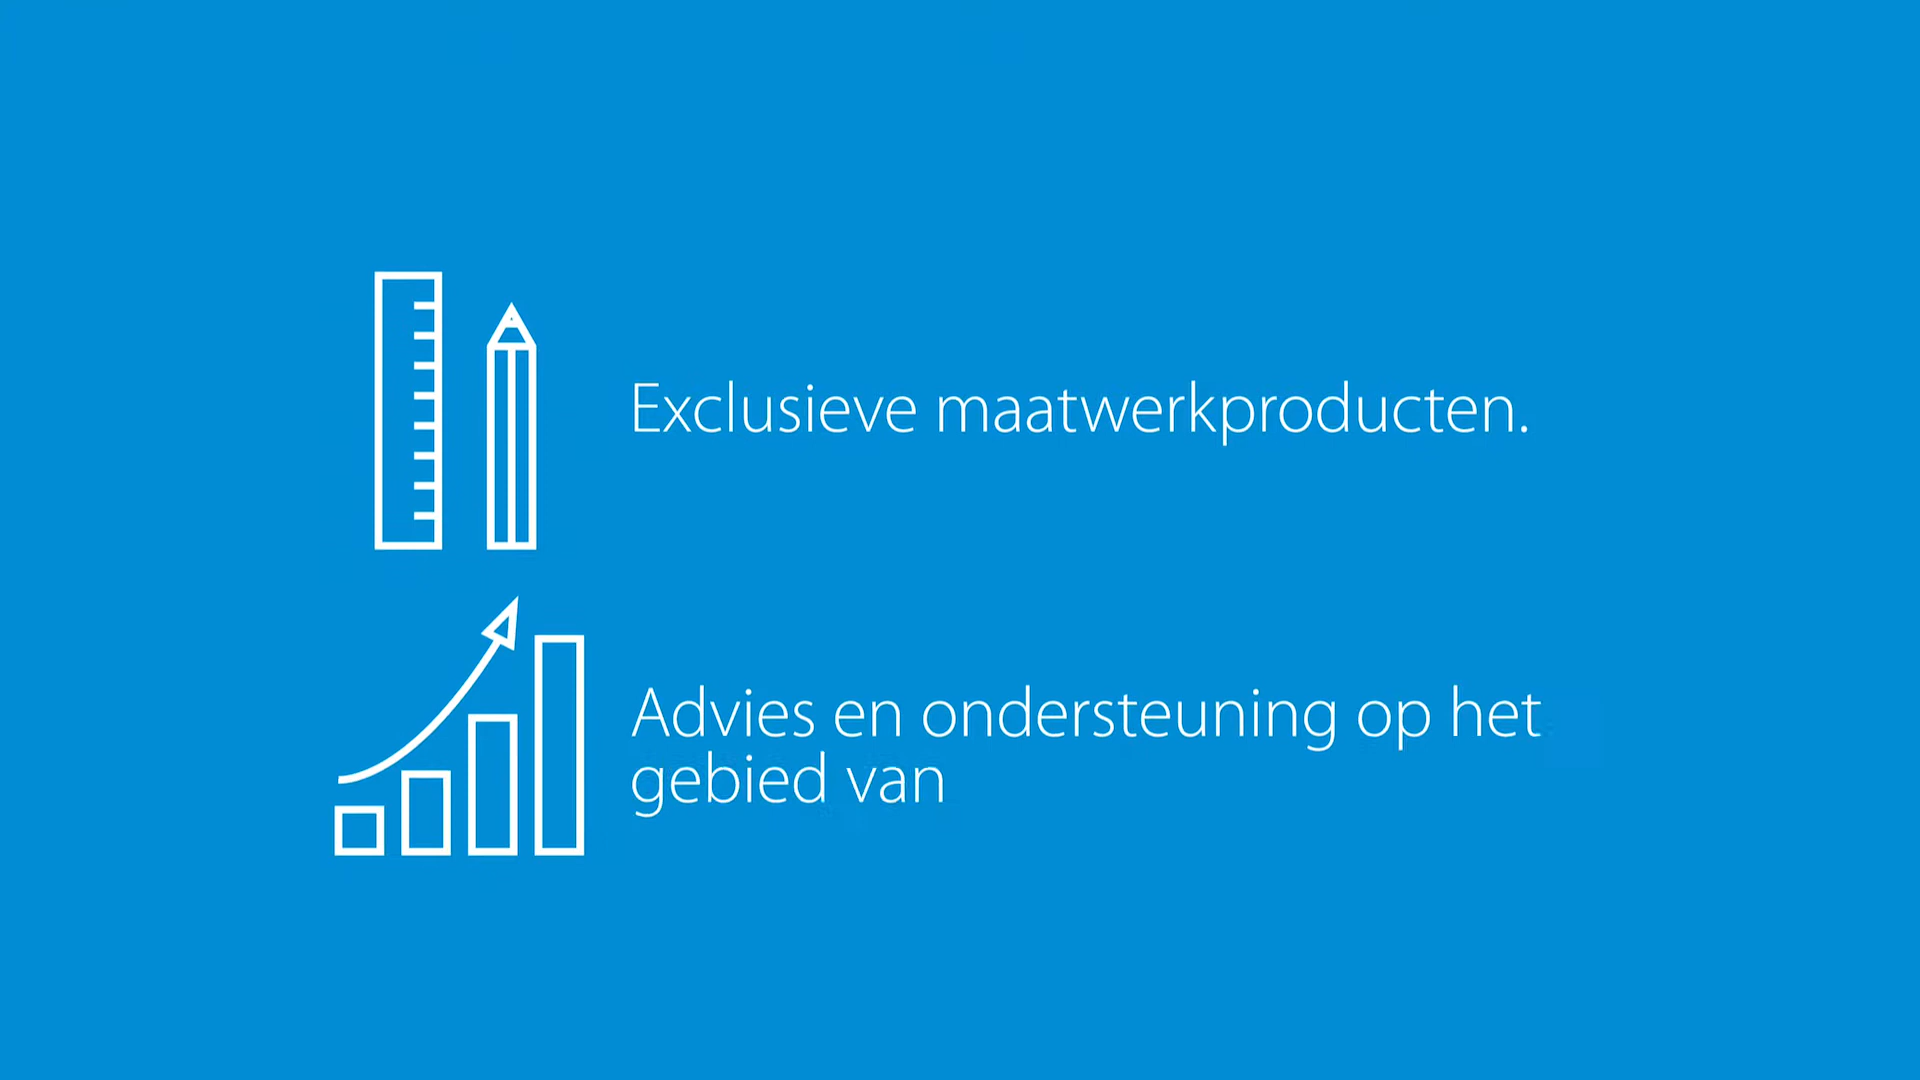 Exclusieve maatwerkproducten.
Advies en ondersteuning op het
gebied van